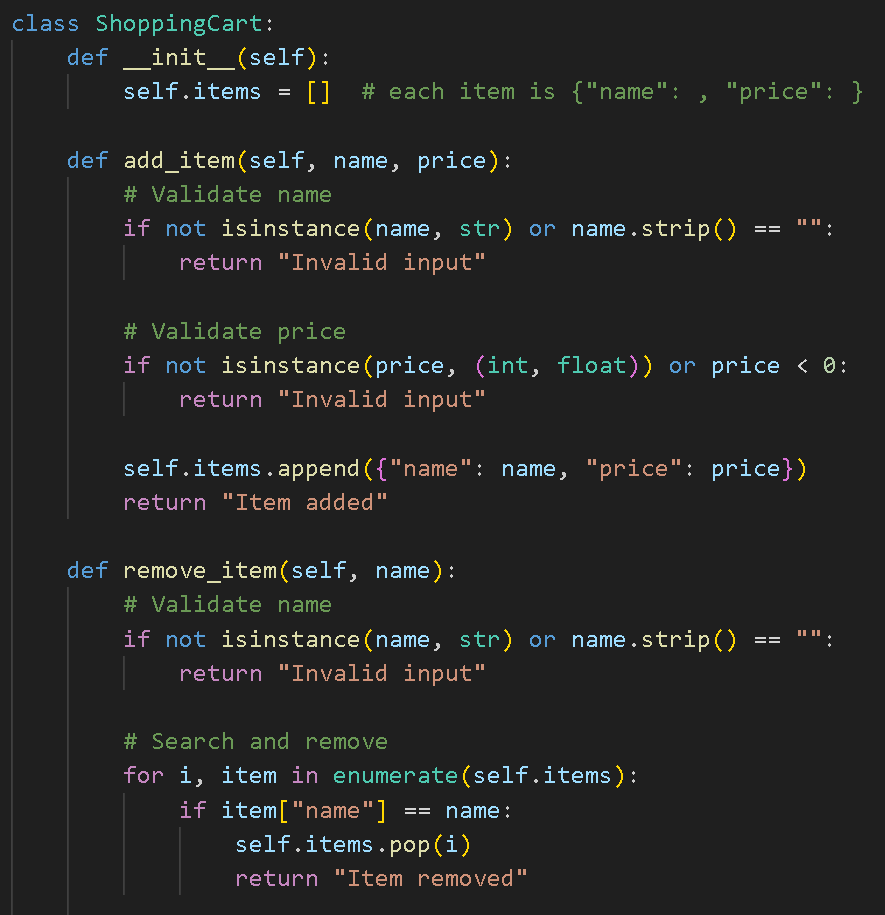 class ShoppingCart:
    def __init__(self):
        self.items = []  # each item is {"name": , "price": }

    def add_item(self, name, price):
        # Validate name
        if not isinstance(name, str) or name.strip() == "":
            return "Invalid input"

        # Validate price
        if not isinstance(price, (int, float)) or price < 0:
            return "Invalid input"

        self.items.append({"name": name, "price": price})
        return "Item added"

    def remove_item(self, name):
        # Validate name
        if not isinstance(name, str) or name.strip() == "":
            return "Invalid input"

        # Search and remove
        for i, item in enumerate(self.items):
            if item["name"] == name:
                self.items.pop(i)
                return "Item removed"